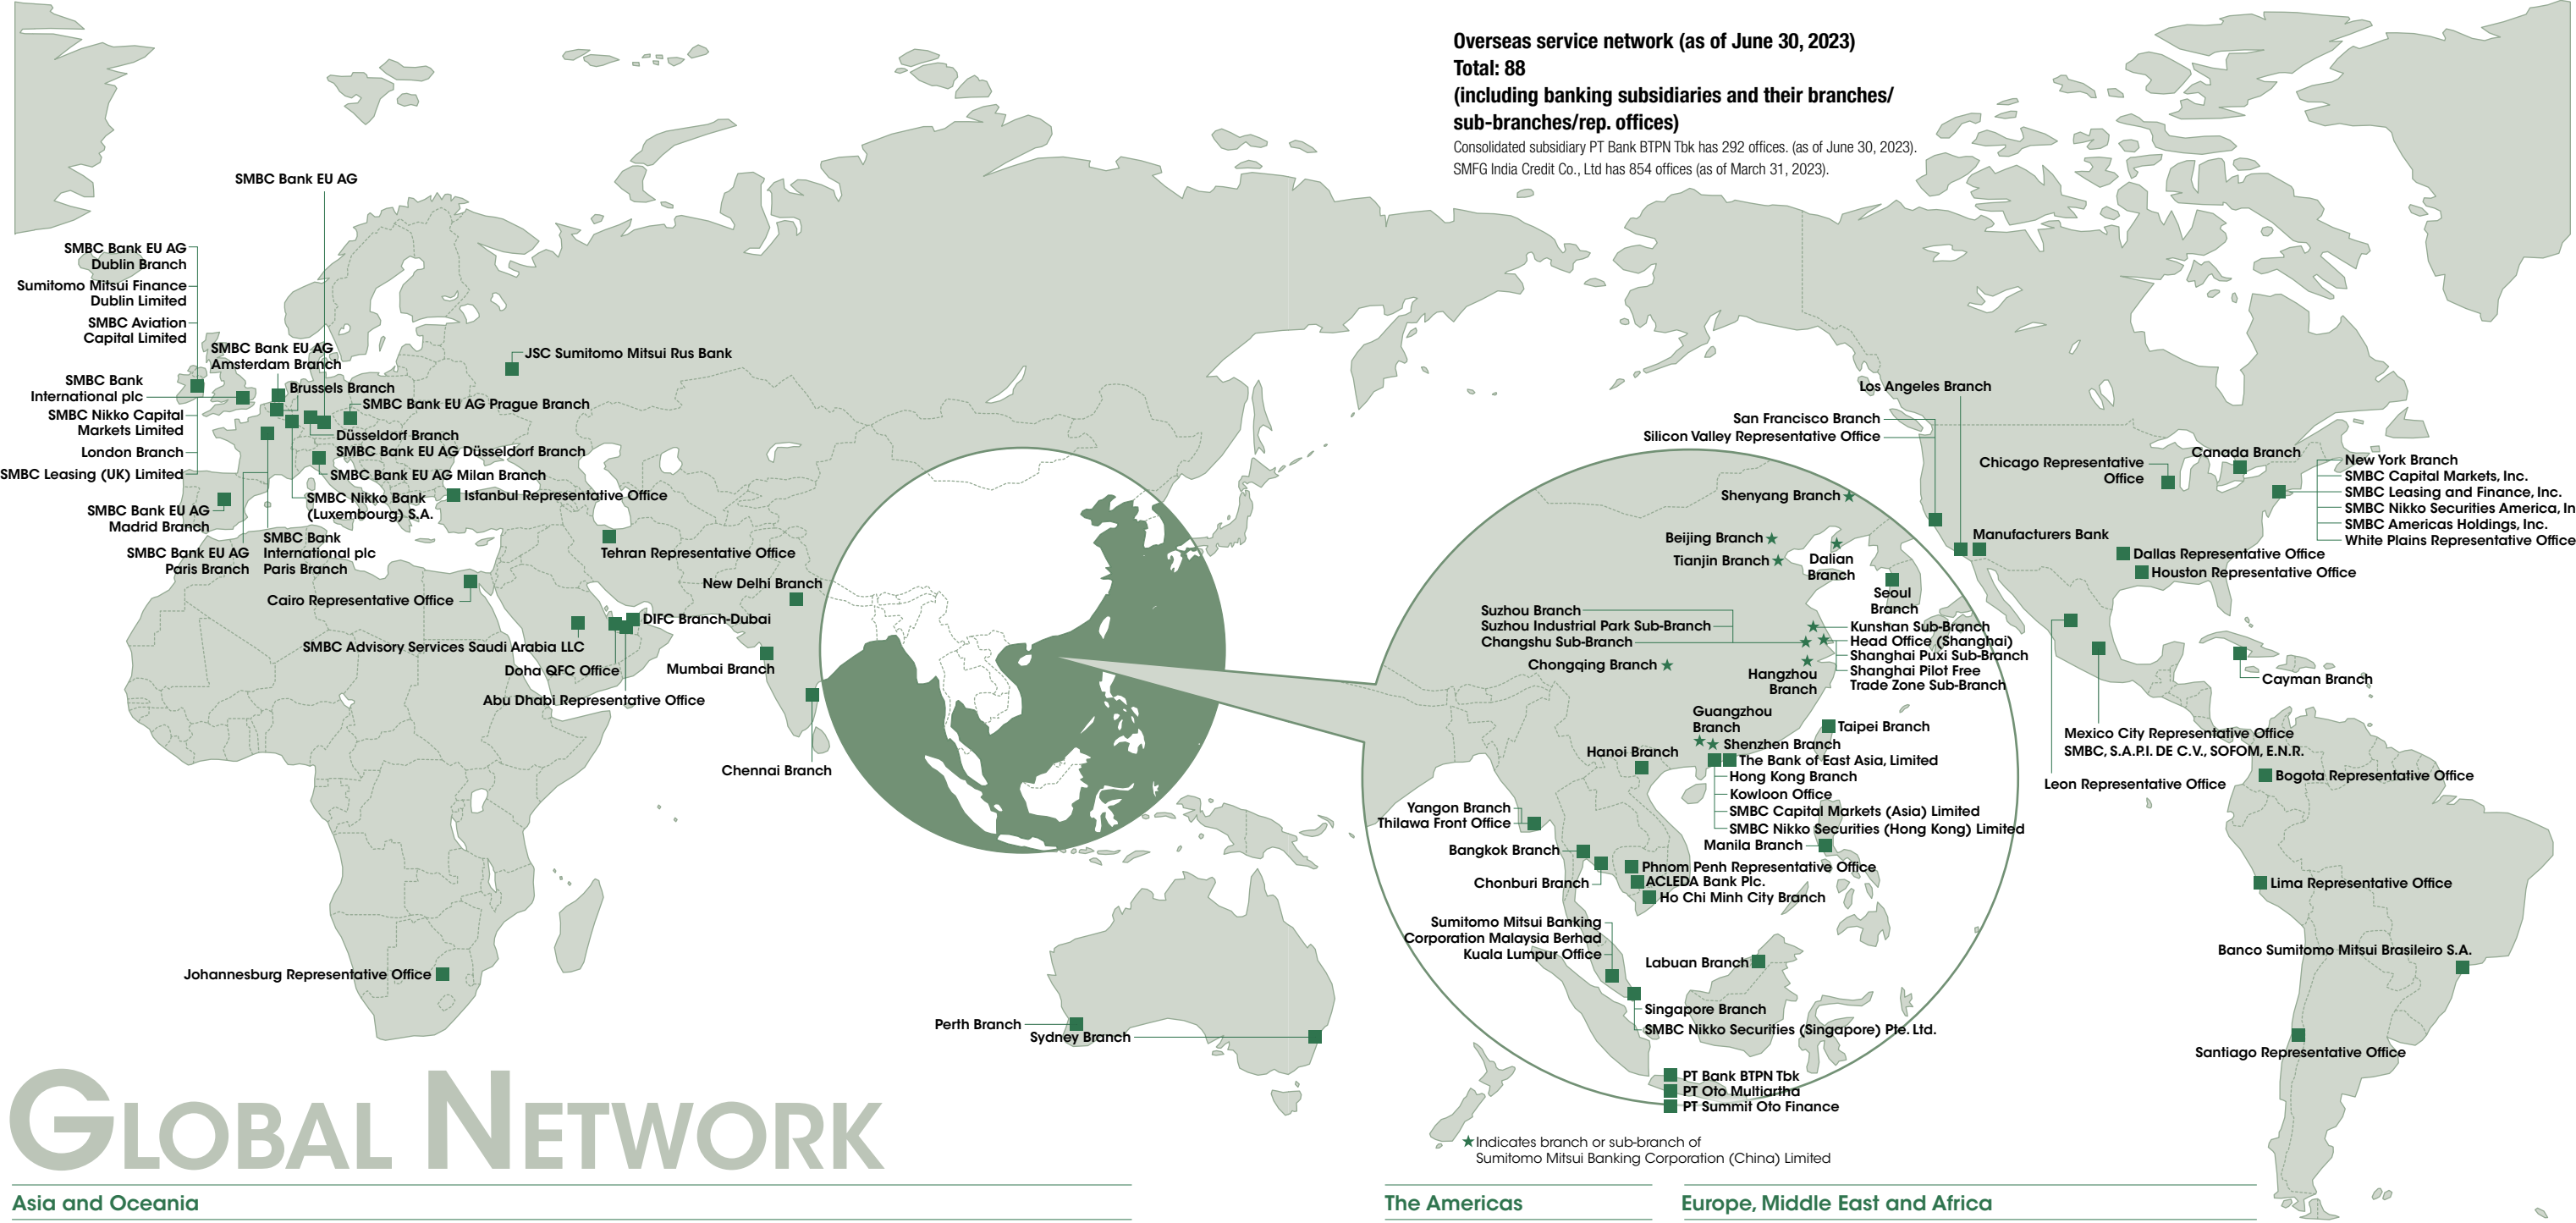 Overseas service network (as of June 30, 2023)
Total: 88
(including banking subsidiaries and their branches/
sub-branches/rep. offices)
Consolidated subsidiary PT Bank BTPN Tbk has 292 offices. (as of June 30, 2023).
SMFG India Credit Co., Ltd has 854 offices (as of March 31, 2023).
SMBC Bank EU AG
SMBC Bank EU AG
Dublin Branch
Sumitomo Mitsui Finance
Dublin Limited
SMBC Aviation
Capital Limited
SMBC Bank EU AG
Amsterdam Branch
SMBC Bank
International plc
SMBC Nikko Capital
Markets Limited
London Branch
SMBC Leasing (UK) Limited
Brussels Branch
SMBC Bank EU AG Prague Branch
Düsseldorf Branch
SMBC Bank EU AG Düsseldorf Branch
SMBC Bank EU AG Milan Branch
SMBC Nikko Bank
(Luxembourg) S.A.
SMBC Bank EU AG
Madrid Branch
SMBC Bank EU AG
Paris Branch
SMBC Bank
International plc
Paris Branch
JSC Sumitomo Mitsui Rus Bank
Istanbul Representative Office
Tehran Representative Office
Cairo Representative Office
SMBC Advisory Services Saudi Arabia LLC
Doha QFC Office
Abu Dhabi Representative Office
DIFC Branch-Dubai
New Delhi Branch
Mumbai Branch
Chennai Branch
Johannesburg Representative Office
Perth Branch
Sydney Branch
Shenyang Branch
Beijing Branch
Tianjin Branch
Dalian
Branch
Seoul
Branch
Suzhou Branch
Suzhou Industrial Park Sub-Branch
Changshu Sub-Branch
Chongqing Branch
Kunshan Sub-Branch
Head Office (Shanghai)
Shanghai Puxi Sub-Branch
Shanghai Pilot Free
Trade Zone Sub-Branch
Hangzhou
Branch
Guangzhou
Branch
Shenzhen Branch
Taipei Branch
Hanoi Branch
The Bank of East Asia, Limited
Hong Kong Branch
Kowloon Office
SMBC Capital Markets (Asia) Limited
SMBC Nikko Securities (Hong Kong) Limited
Manila Branch
Yangon Branch
Thilawa Front Office
Bangkok Branch
Chonburi Branch
Phnom Penh Representative Office
ACLEDA Bank Plc.
Ho Chi Minh City Branch
Sumitomo Mitsui Banking
Corporation Malaysia Berhad
Kuala Lumpur Office
Labuan Branch
Singapore Branch
SMBC Nikko Securities (Singapore) Pte. Ltd.
PT Bank BTPN Tbk
PT Oto Multiartha
PT Summit Oto Finance
★Indicates branch or sub-branch of
Sumitomo Mitsui Banking Corporation (China) Limited
Los Angeles Branch
San Francisco Branch
Silicon Valley Representative Office
Manufacturers Bank
Chicago Representative
Office
Canada Branch
New York Branch
SMBC Capital Markets, Inc.
SMBC Leasing and Finance, Inc.
SMBC Nikko Securities America, In
SMBC Americas Holdings, Inc.
White Plains Representative Office
Dallas Representative Office
Houston Representative Office
Cayman Branch
Mexico City Representative Office
SMBC, S.A.P.I. DE C.V., SOFOM, E.N.R.
Leon Representative Office
Bogota Representative Office
Lima Representative Office
Banco Sumitomo Mitsui Brasileiro S.A.
Santiago Representative Office
GLOBAL NETWORK
Asia and Oceania
The Americas
Europe, Middle East and Africa